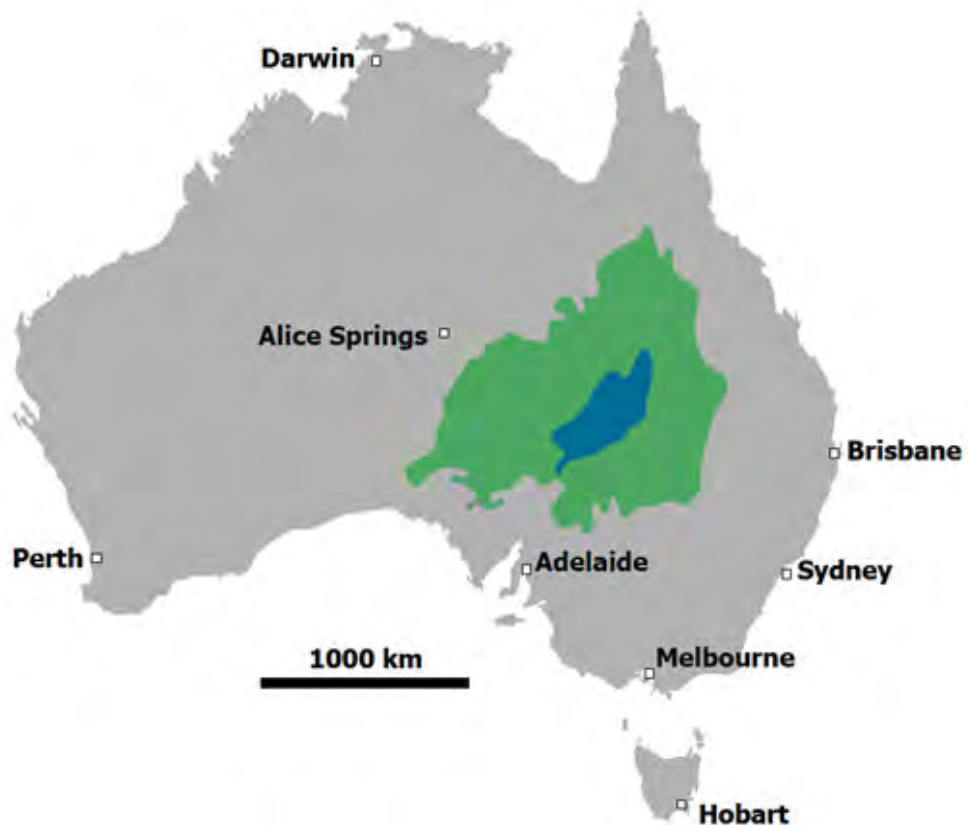 Darwin
Alice Springs
Brisbane
Perth
Adelaide
Sydney
1000 km
Melbourne
Hobart